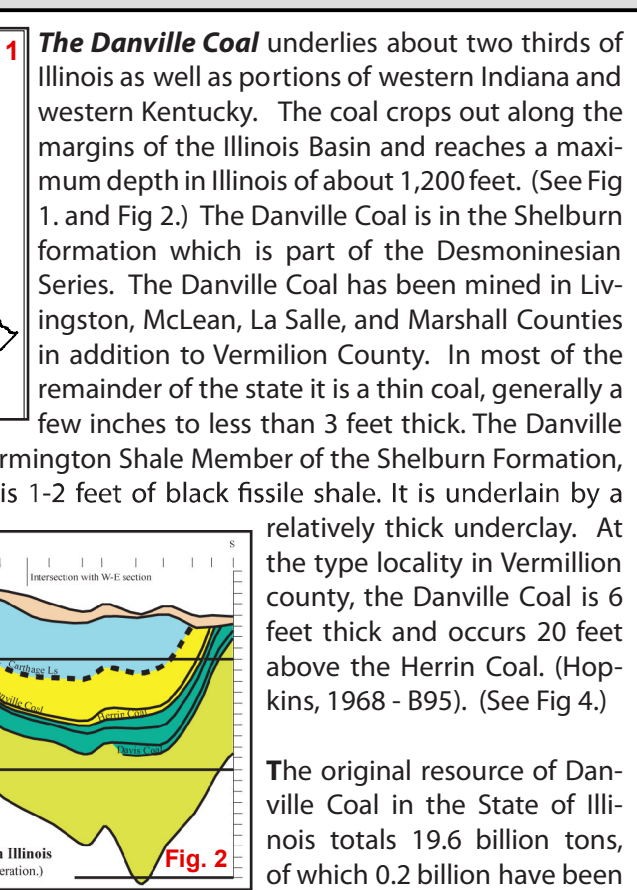 1
The Danville Coal underlies about two thirds of
Illinois as well as portions of western Indiana and
western Kentucky. The coal crops out along the
margins of the Illinois Basin and reaches a maxi-
mum depth in Illinois of about 1,200 feet. (See Fig
1. and Fig 2.) The Danville Coal is in the Shelburn
formation which is part of the Desmoninesian
Series. The Danville Coal has been mined in Liv-
ingston, McLean, La Salle, and Marshall Counties
in addition to Vermilion County. In most of the
remainder of the state it is a thin coal, generally a
few inches to less than 3 feet thick. The Danville
rmington Shale Member of the Shelburn Formation,
is 1-2 feet of black fissile shale. It is underlain by a
relatively thick underclay. At
the type locality in Vermillion
county, the Danville Coal is 6
feet thick and occurs 20 feet
above the Herrin Coal. (Hop-
kins, 1968 - B95). (See Fig 4.)
The original resource of Dan-
ville Coal in the State of Illi-
nois totals 19.6 billion tons,
of which 0.2 billion have been
S
Intersection with W-E section
Carthage Ls
ville Coal
Herrin Coal
Davis Coal
n Illinois
eration.)
Fig. 2